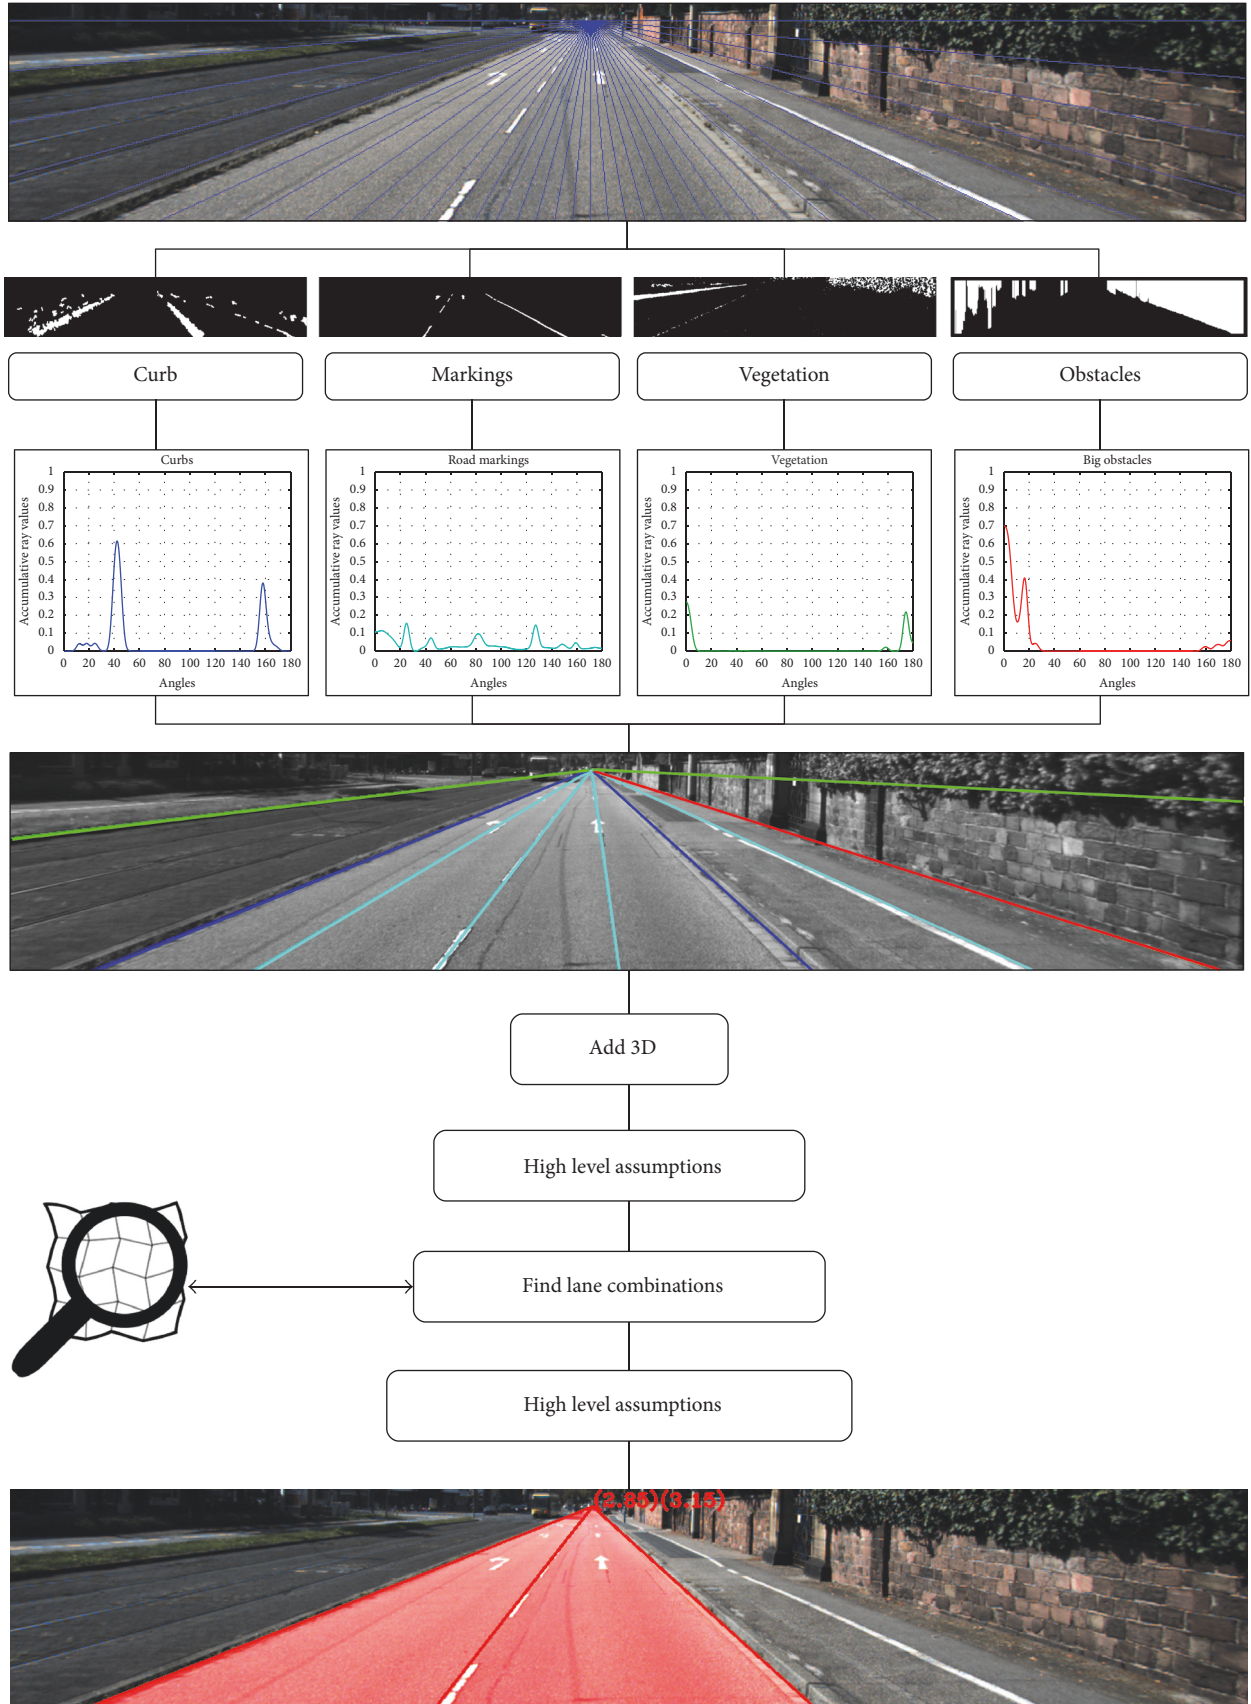 Curb
Markings
Vegetation
Obstacles
Curbs
Accumulative ray values
1
0.9
0.8
0.7
0.6
0.5
0.4
0.3
0.2
0.1
0
0 20 40 60 80 100 120 140 160 180
Angles
Road markings
Accumulative ray values
1
0.9
0.8
0.7
0.6
0.5
0.4
0.3
0.2
0.1
0
0 20 40 60 80 100 120 140 160 180
Angles
Vegetation
Accumulative ray values
1
0.9
0.8
0.7
0.6
0.5
0.4
0.3
0.2
0.1
0
0 20 40 60 80 100 120 140 160 180
Angles
Big obstacles
Accumulative ray values
1
0.9
0.8
0.7
0.6
0.5
0.4
0.3
0.2
0.1
0
0 20 40 60 80 100 120 140 160 180
Angles
Add 3D
High level assumptions
Find lane combinations
High level assumptions
(2.85)(3.15)